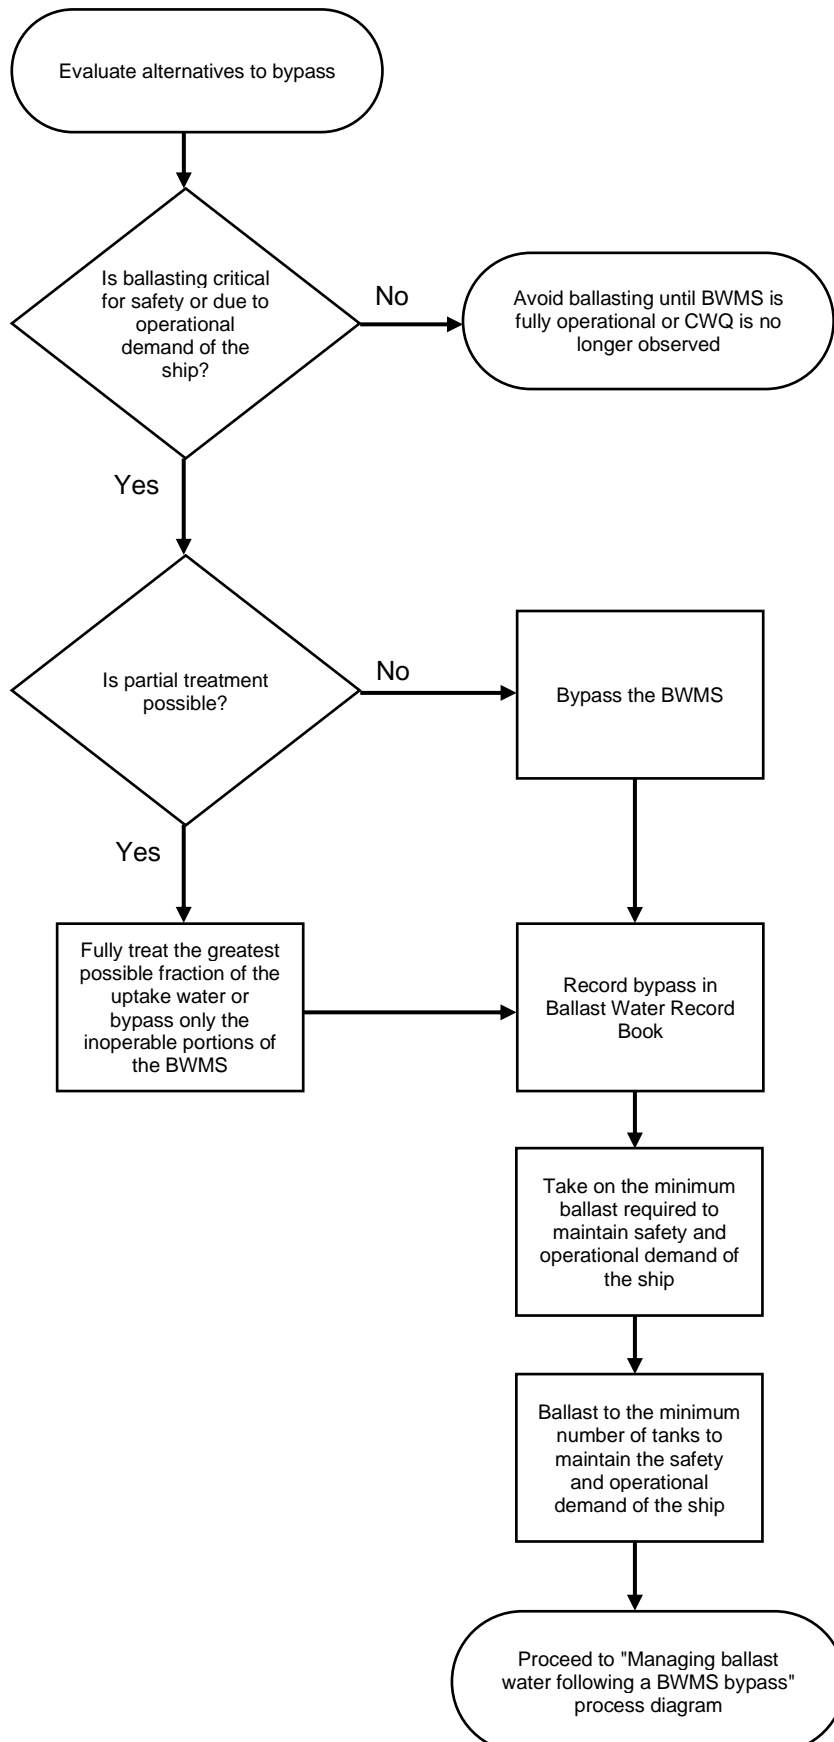 Evaluate alternatives to bypass
Is ballasting critical
for safety or due to
operational
demand of the
ship?
No
Avoid ballasting until BWMS is
fully operational or CWQ is no
longer observed
Yes
Is partial treatment
possible?
No
Bypass the BWMS
Yes
Fully treat the greatest
possible fraction of the
uptake water or
bypass only the
inoperable portions of
the BWMS
Record bypass in
Ballast Water Record
Book
Take on the minimum
ballast required to
maintain safety and
operational demand of
the ship
Ballast to the minimum
number of tanks to
maintain the safety
and operational
demand of the ship
Proceed to "Managing ballast
water following a BWMS bypass"
process diagram